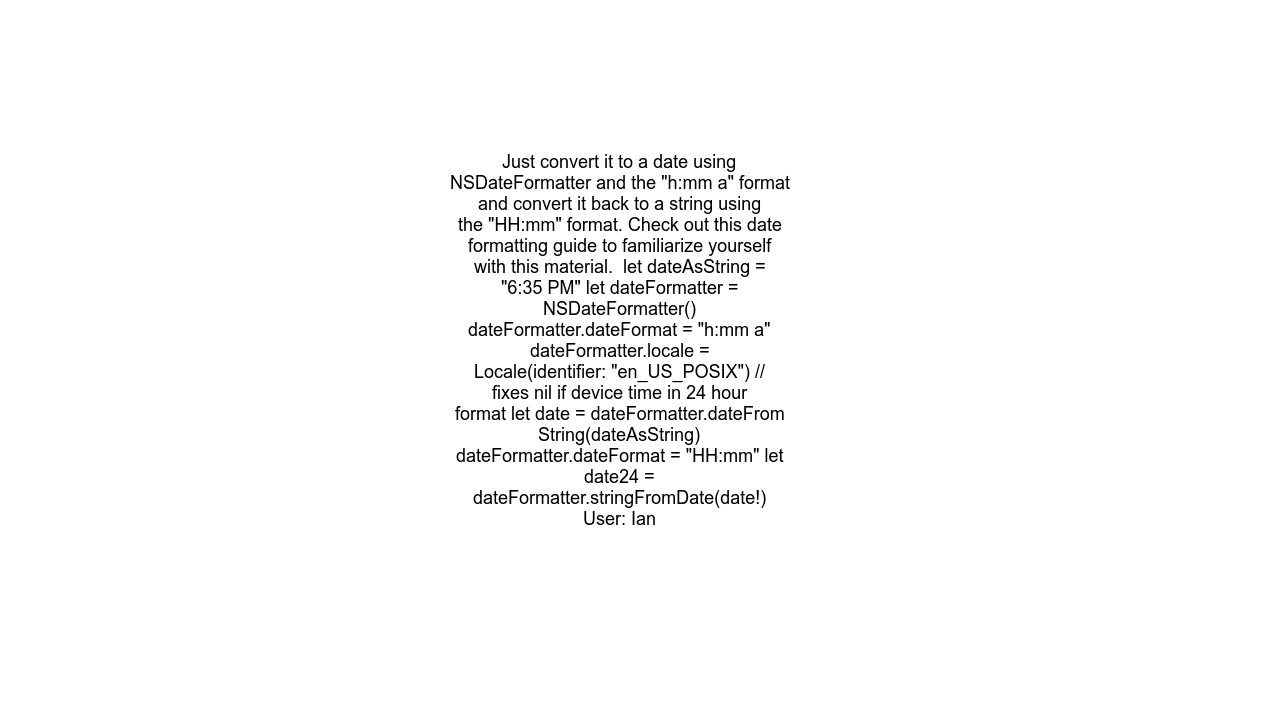 Just convert it to a date using
NSDateFormatter and the "h:mm a" format
and convert it back to a string using
the "HH:mm" format. Check out this date
formatting guide to familiarize yourself
with this material.  let dateAsString =
"6:35 PM" let dateFormatter =
NSDateFormatter()
dateFormatter.dateFormat = "h:mm a"
dateFormatter.locale =
Locale(identifier: "en_US_POSIX") //
fixes nil if device time in 24 hour
format let date = dateFormatter.dateFrom
String(dateAsString)
dateFormatter.dateFormat = "HH:mm" let
date24 =
dateFormatter.stringFromDate(date!)
User: Ian